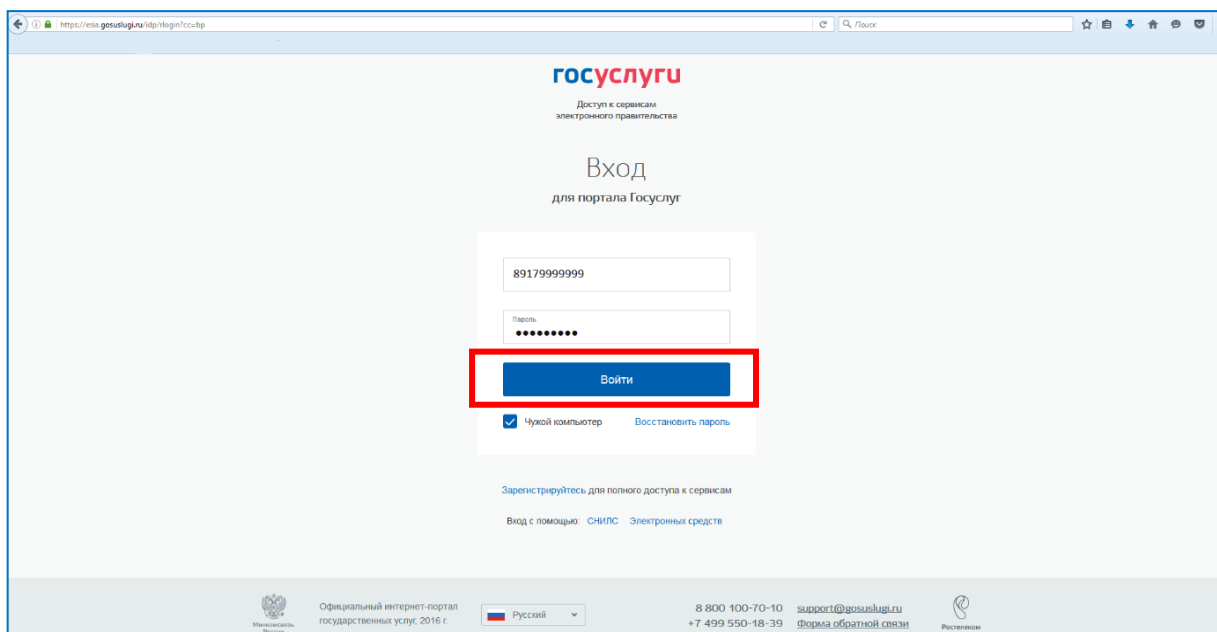 https://esia.gosuslugi.ru/idp/rlogin?cc=bp
Поиск
госуслуги
Доступ к сервисам
электронного правительства
Вход
для портала Госуслуг
89179999999
Пароль
Войти
Чужой компьютер Восстановить пароль
Зарегистрируйтесь для полного доступа к сервисам
Вход с помощью: СНИЛС Электронных средств
Официальный интернет-портал
государственных услуг, 2016 г.
Русский
8 800 100-70-10 support@gosuslugi.ru
+7 499 550-18-39 Форма обратной связи
Минкомсвязь
России
Ростелеком